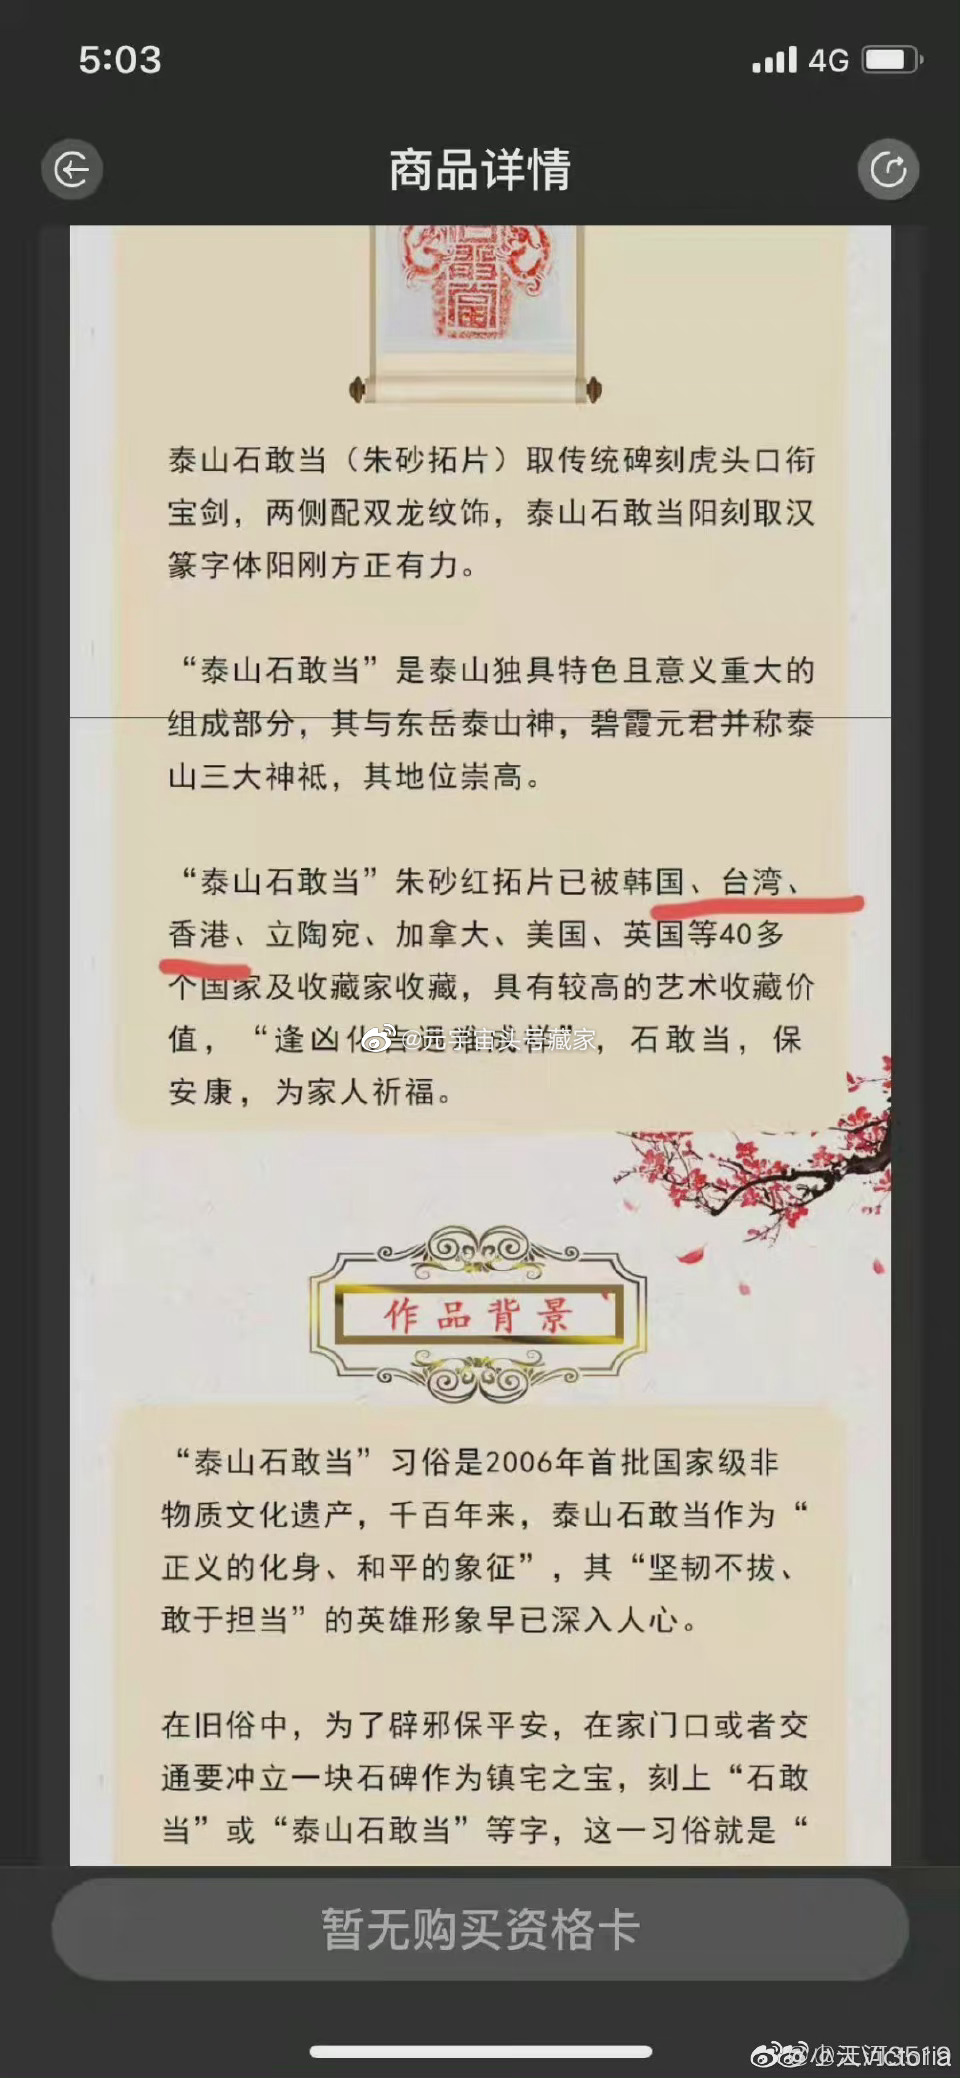 5:03
4G
商品详情
泰山石敢当（朱砂拓片）取传统碑刻虎头口衔
宝剑，两侧配双龙纹饰，泰山石敢当阳刻取汉
篆字体阳刚方正有力。
“泰山石敢当”是泰山独具特色且意义重大的
组成部分，其与东岳泰山神，碧霞元君并称泰
山三大神祇，其地位崇高。
“泰山石敢当”朱砂红拓片已被韩国、台湾、
香港、立陶宛、加拿大、美国、英国等40多
个国家及收藏家收藏，具有较高的艺术收藏价
值，“逢凶化吉遇难成祥”，石敢当，保
@元宇宙头号藏家
安康，为家人祈福。
作品背景
“泰山石敢当”习俗是2006年首批国家级非
物质文化遗产，千百年来，泰山石敢当作为“
正义的化身、和平的象征”，其“坚韧不拔、
敢于担当”的英雄形象早已深入人心。
在旧俗中，为了辟邪保平安，在家门口或者交
通要冲立一块石碑作为镇宅之宝，刻上“石敢
当”或“泰山石敢当”等字，这一习俗就是“
暂无购买资格卡